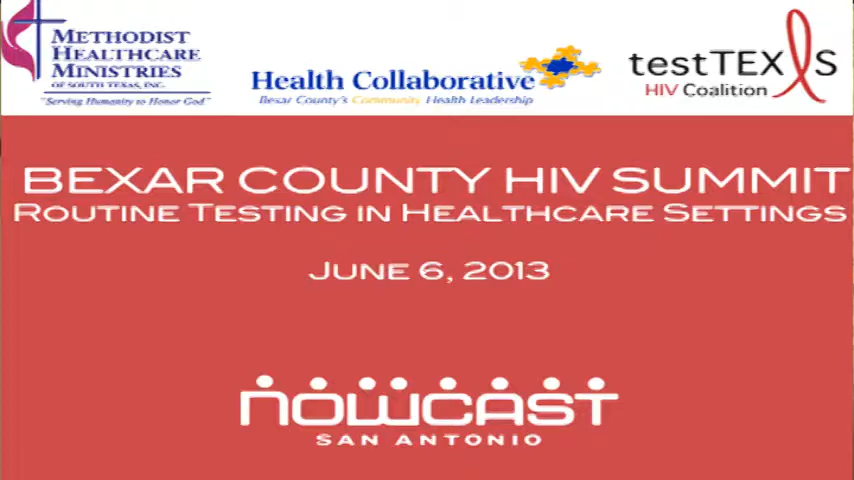 METHODIST
HEALTHCARE
MINISTRIES
OF SOUTH TEXAS, INC.
"Serving Humanity to Honor God"
Health Collaborative
Bexar County's Community Health Leadership
testTEXAS
HIV Coalition
BEXAR COUNTY HIV SUMMIT
ROUTINE TESTING IN HEALTHCARE SETTINGS
JUNE 6, 2013
nowcast
SAN ANTONIO